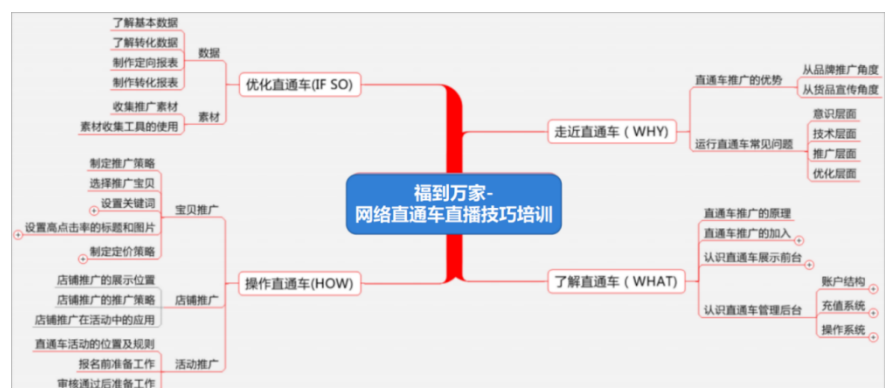 福到万家-
网络直通车直播技巧培训
走近直通车（WHY)
直通车推广的优势
从品牌推广角度
从货品宣传角度
运行直通车常见问题
意识层面
技术层面
推广层面
优化层面
了解直通车（WHAT)
直通车推广的原理
直通车推广的加入
认识直通车展示前台
认识直通车管理后台
账户结构
充值系统
操作系统
优化直通车(IF SO)
数据
了解基本数据
了解转化数据
制作定向报表
制作转化报表
素材
收集推广素材
素材收集工具的使用
操作直通车(HOW)
宝贝推广
制定推广策略
选择推广宝贝
设置关键词
设置高点击率的标题和图片
制定定价策略
店铺推广
店铺推广的展示位置
店铺推广的推广策略
店铺推广在活动中的应用
活动推广
直通车活动的位置及规则
报名前准备工作
审核通过后准备工作